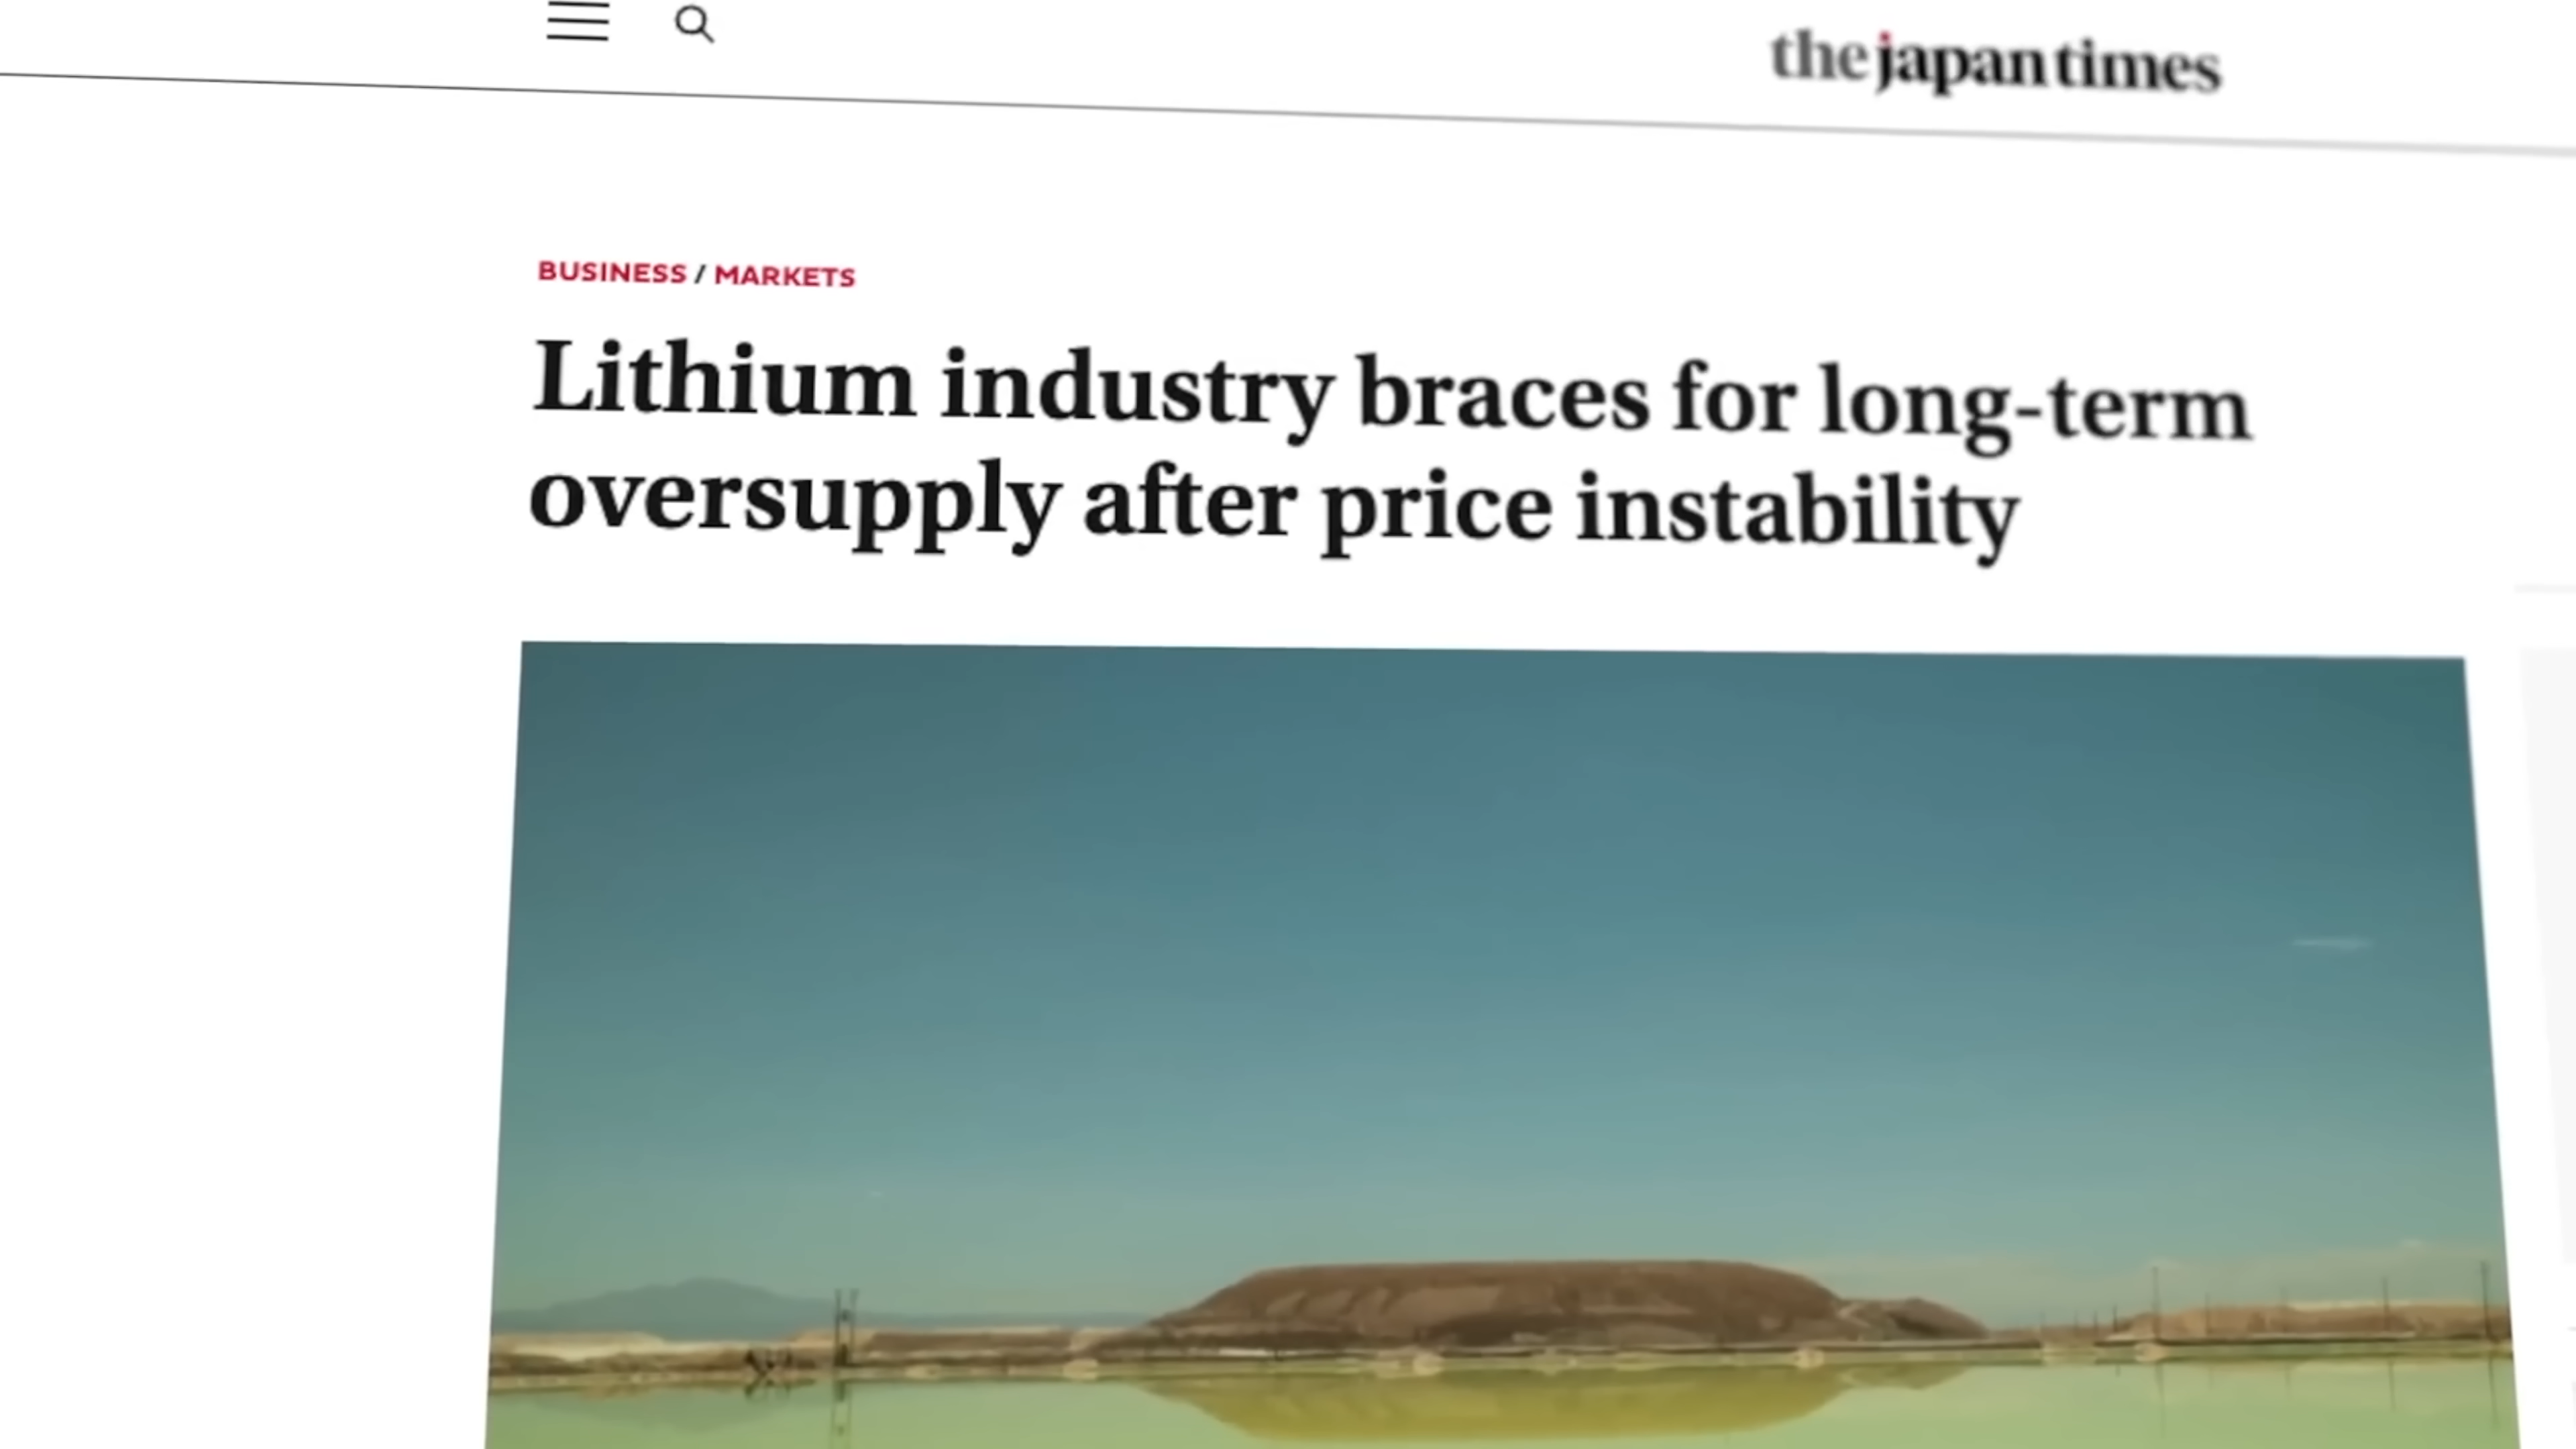 the japan times
BUSINESS / MARKETS
Lithium industry braces for long-term
oversupply after price instability